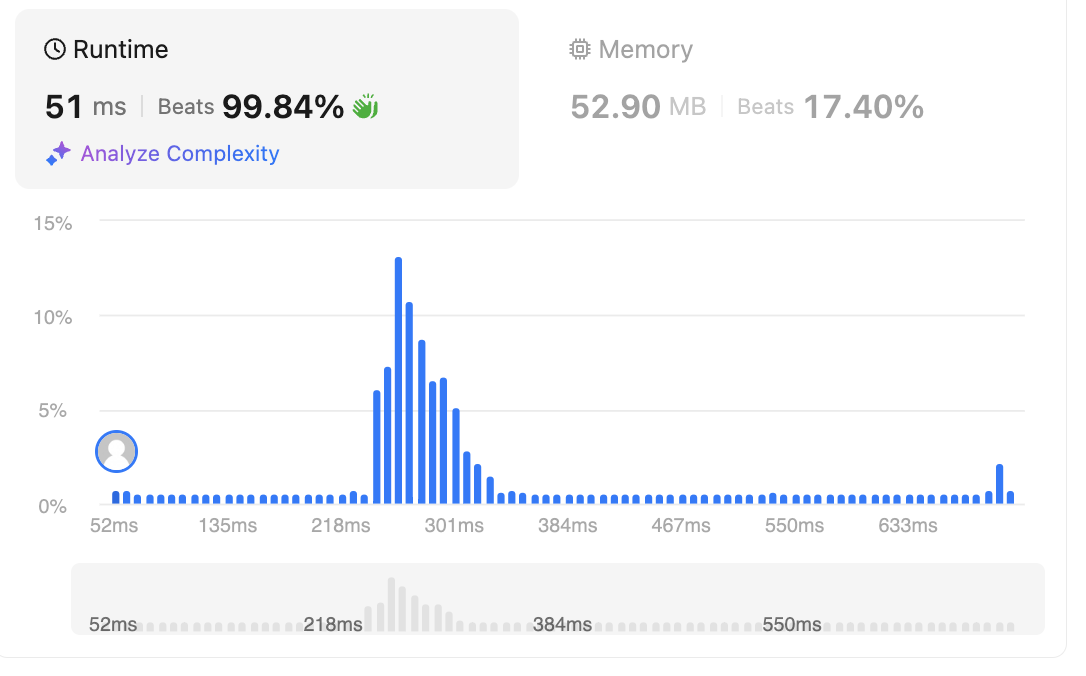 Runtime
51 ms | Beats 99.84% 👏
Analyze Complexity
Memory
52.90 MB | Beats 17.40%
15%
10%
5%
0%
52ms 135ms 218ms 301ms 384ms 467ms 550ms 633ms
52ms 218ms 384ms 550ms